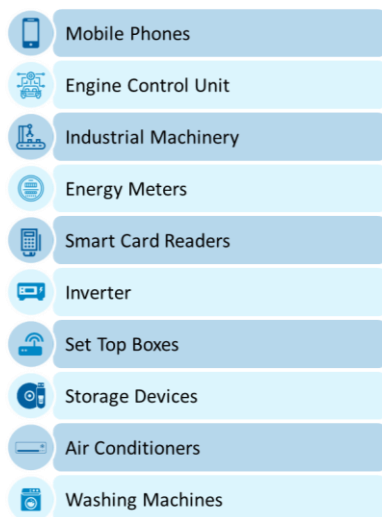 Mobile Phones
Engine Control Unit
Industrial Machinery
Energy Meters
Smart Card Readers
Inverter
Set Top Boxes
Storage Devices
Air Conditioners
Washing Machines